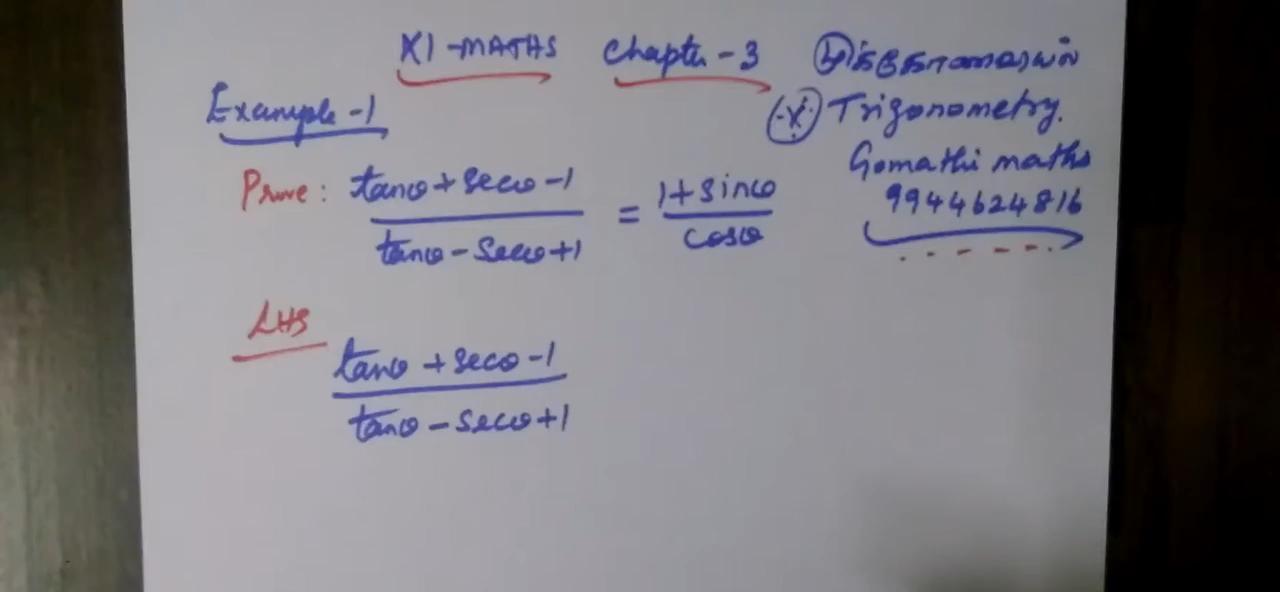 XI-MATHS Chapter-3
Example-1 Trigonometry.
Gomathi maths
9944624816
Prove: tanθ+secθ-1 / tanθ-secθ+1 = 1+sinθ / cosθ
LHS
tanθ+secθ-1 / tanθ-secθ+1